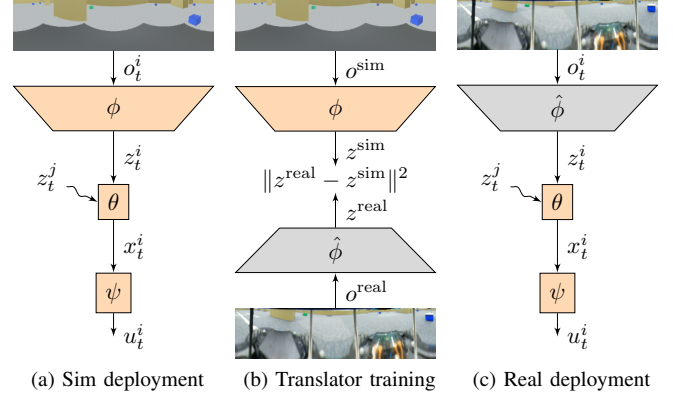 o_t^i
o^sim
o_t^i
ϕ
ϕ
ϕ̂
z_t^i
z^sim
z_t^i
z_t^j
‖z^real − z^sim‖²
z_t^j
θ
θ
z^real
x_t^i
x_t^i
ϕ̂
ψ
ψ
o^real
u_t^i
u_t^i
(a) Sim deployment
(b) Translator training
(c) Real deployment